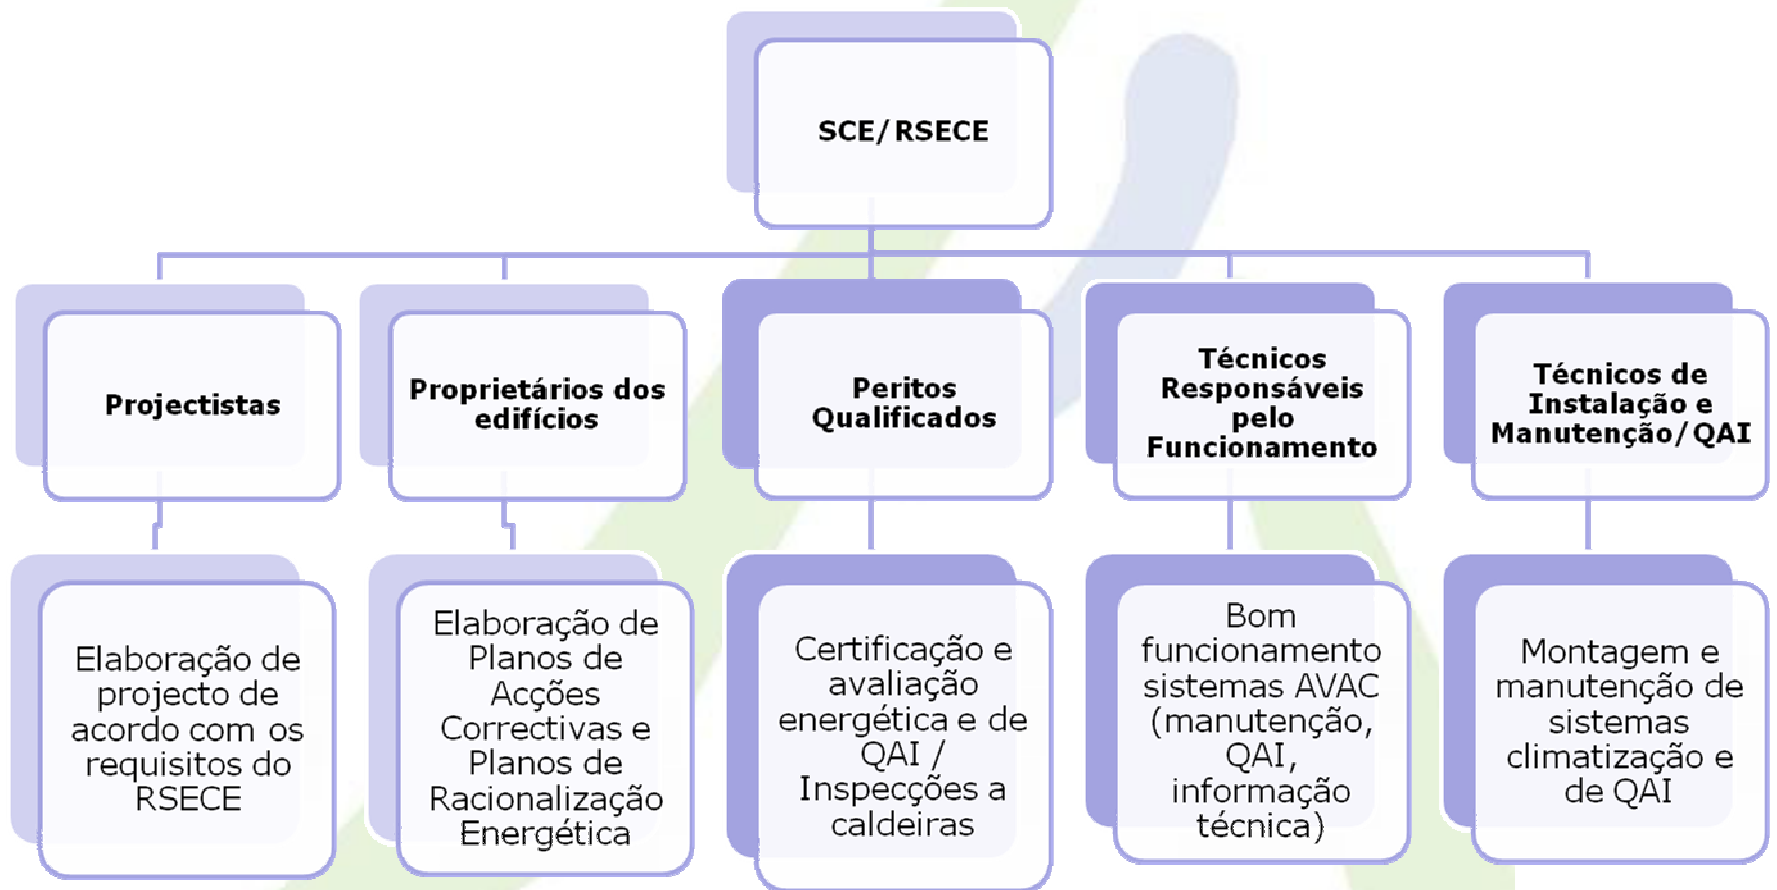 SCE/RSECE
Projectistas
Proprietários dos
edifícios
Peritos
Qualificados
Técnicos
Responsáveis
pelo
Funcionamento
Técnicos de
Instalação e
Manutenção/QAI
Elaboração de
projecto de
acordo com os
requisitos do
RSECE
Elaboração de
Planos de
Acções
Correctivas e
Planos de
Racionalização
Energética
Certificação e
avaliação
energética e de
QAI /
Inspecções a
caldeiras
Bom
funcionamento
sistemas AVAC
(manutenção,
QAI,
informação
técnica)
Montagem e
manutenção de
sistemas
climatização e
de QAI